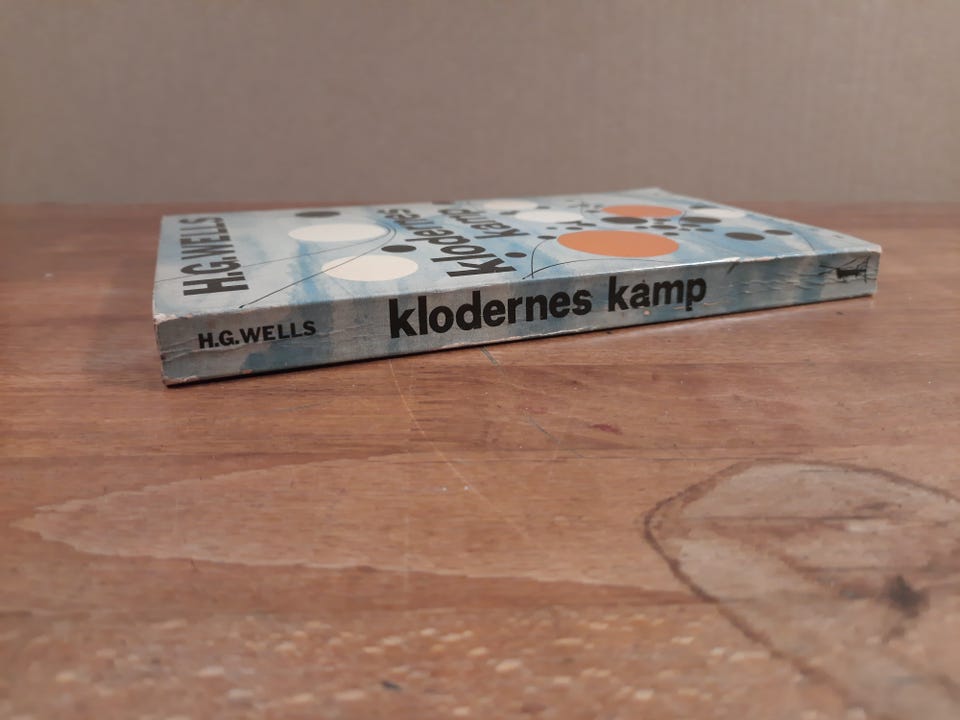 H.G.WELLS
klodernes
kamp
H.G.WELLS
klodernes kamp